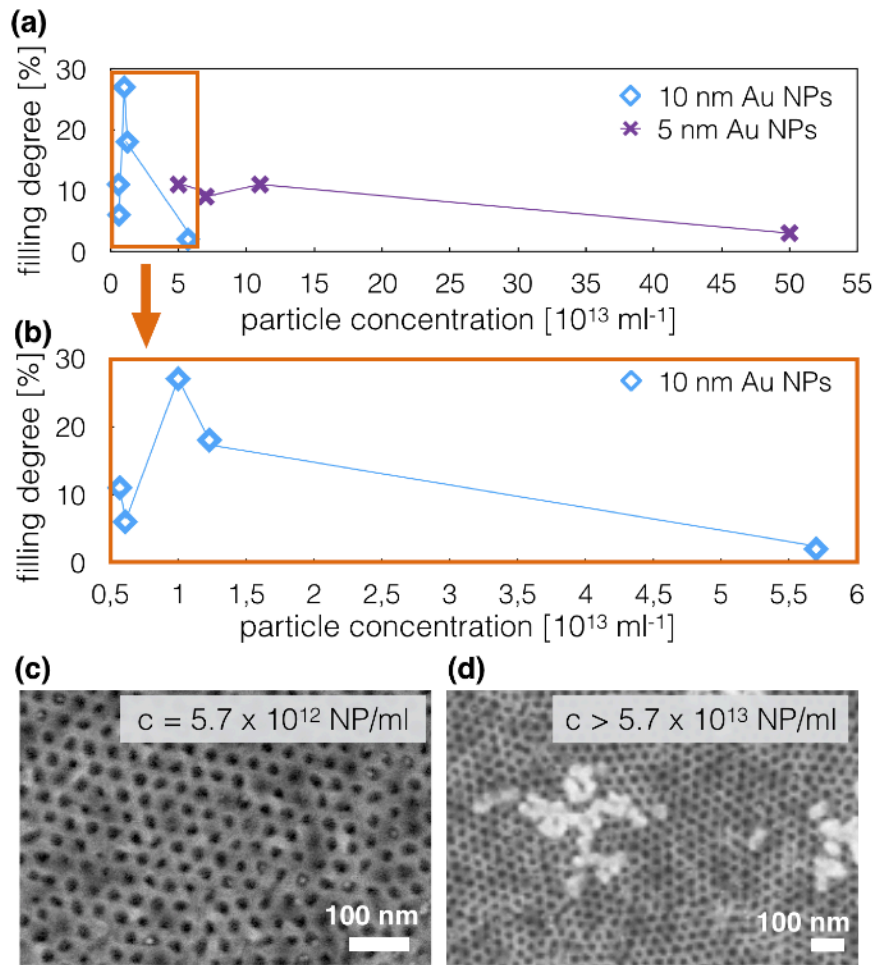 (a)
filling degree [%]
30
20
10
0
10 nm Au NPs
5 nm Au NPs
0 5 10 15 20 25 30 35 40 45 50 55
particle concentration [10¹³ ml⁻¹]
(b)
filling degree [%]
30
20
10
0
10 nm Au NPs
0,5 1 1,5 2 2,5 3 3,5 4 4,5 5 5,5 6
particle concentration [10¹³ ml⁻¹]
(c)
c = 5.7 x 10¹² NP/ml
100 nm
(d)
c > 5.7 x 10¹³ NP/ml
100 nm